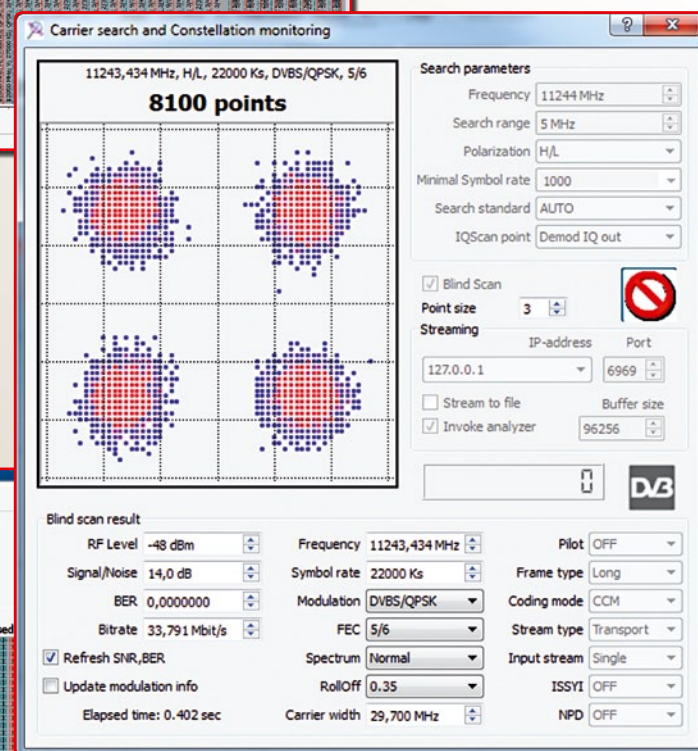 Carrier search and Constellation monitoring
11243,434 MHz, H/L, 22000 Ks, DVBS/QPSK, 5/6
8100 points
Search parameters
Frequency 11244 MHz
Search range 5 MHz
Polarization H/L
Minimal Symbol rate 1000
Search standard AUTO
IQScan point Demod IQ out
Blind Scan
Point size 3
Streaming
IP-address Port
127.0.0.1 6969
Stream to file Buffer size
Invoke analyzer 96256
0 DVB
Blind scan result
RF Level -48 dBm Frequency 11243,434 MHz Pilot OFF
Signal/Noise 14,0 dB Symbol rate 22000 Ks Frame type Long
BER 0,0000000 Modulation DVBS/QPSK Coding mode CCM
Bitrate 33,791 Mbit/s FEC 5/6 Stream type Transport
Refresh SNR,BER Spectrum Normal Input stream Single
Update modulation info RollOff 0.35 ISSYI OFF
Elapsed time: 0.402 sec Carrier width 29,700 MHz NPD OFF